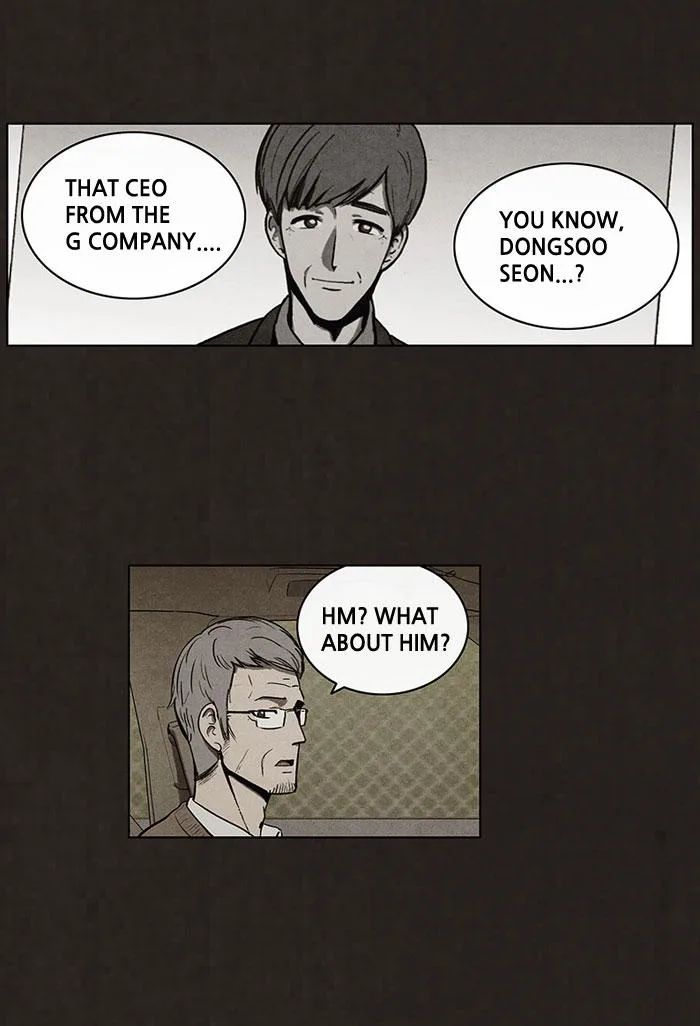 THAT CEO
FROM THE
G COMPANY....
YOU KNOW,
DONGSOO
SEON...?
HM? WHAT
ABOUT HIM?